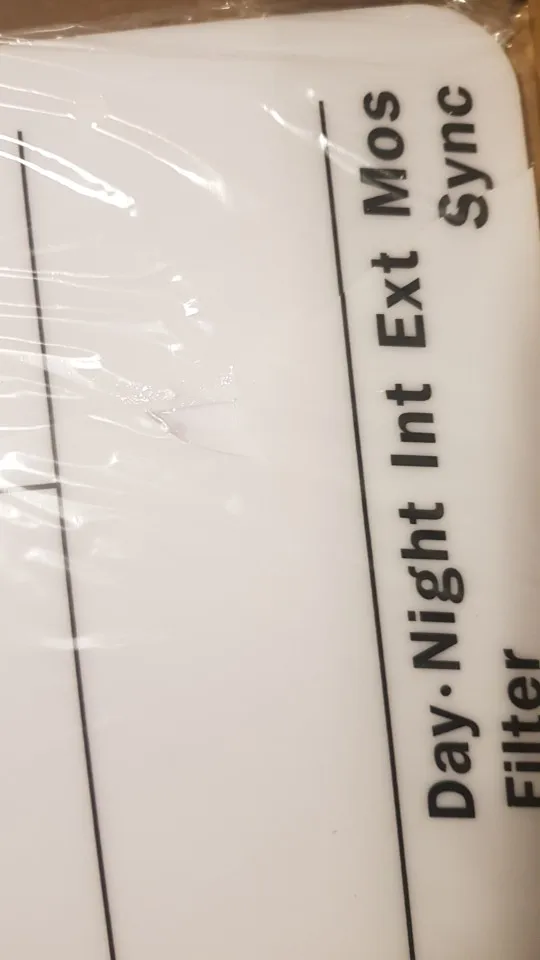 Day·Night Int Ext Mos
Filter Sync